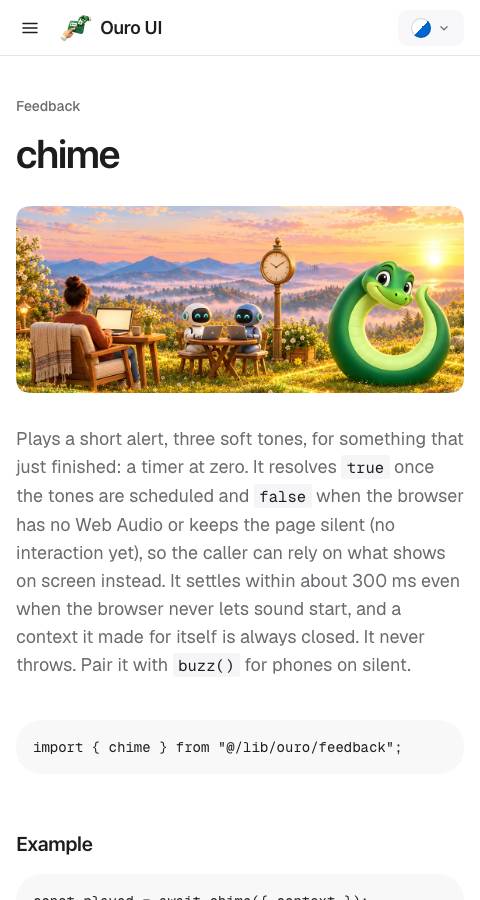 Ouro UI
Feedback
chime
Plays a short alert, three soft tones, for something that
just finished: a timer at zero. It resolves true once
the tones are scheduled and false when the browser
has no Web Audio or keeps the page silent (no
interaction yet), so the caller can rely on what shows
on screen instead. It settles within about 300 ms even
when the browser never lets sound start, and a
context it made for itself is always closed. It never
throws. Pair it with buzz() for phones on silent.
import { chime } from "@/lib/ouro/feedback";
Example
const played = await chime({ context });